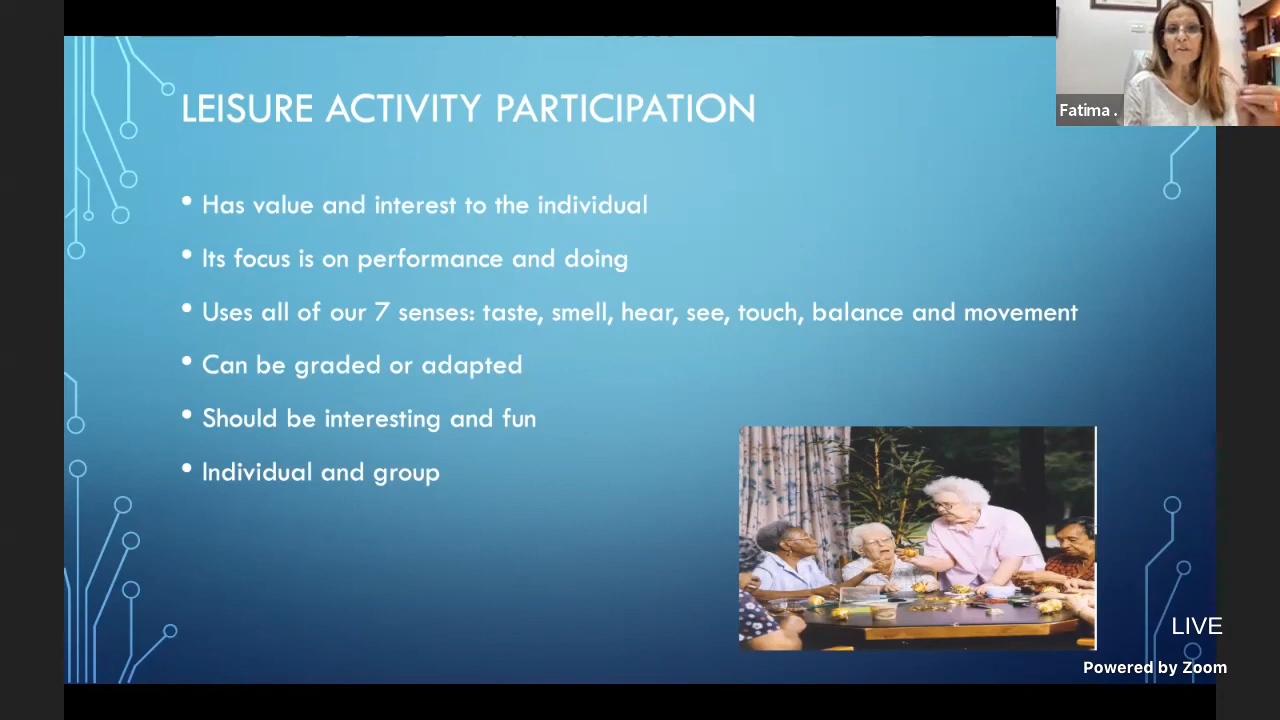 LEISURE ACTIVITY PARTICIPATION
• Has value and interest to the individual
• Its focus is on performance and doing
• Uses all of our 7 senses: taste, smell, hear, see, touch, balance and movement
• Can be graded or adapted
• Should be interesting and fun
• Individual and group
Fatima .
LIVE
Powered by Zoom